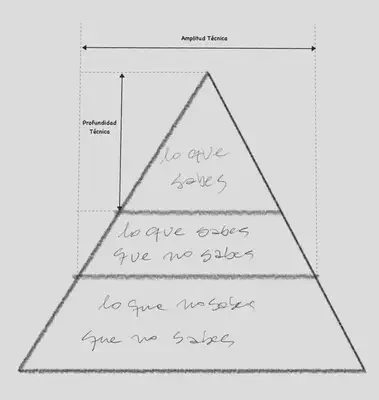 Amplitud Técnica
Profundidad
Técnica
lo que
sabes
lo que sabes
que no sabes
lo que no sabes
que no sabes